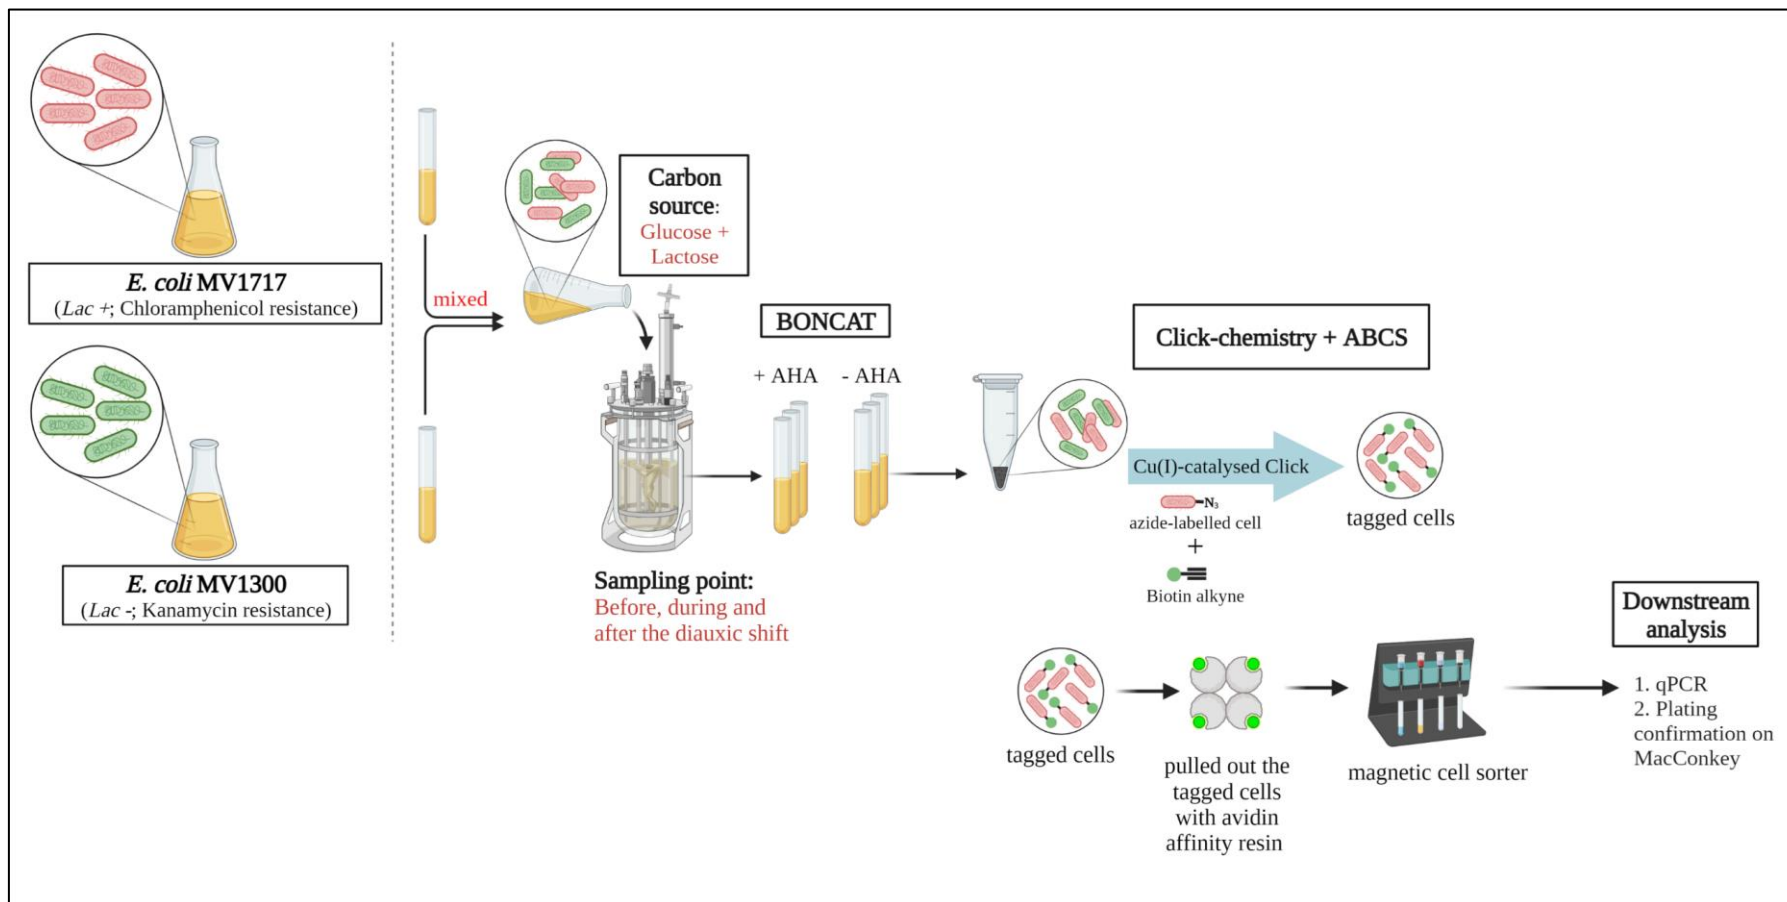 E. coli MV1717
(Lac +; Chloramphenicol resistance)
E. coli MV1300
(Lac -; Kanamycin resistance)
mixed
Carbon
source:
Glucose +
Lactose
Sampling point:
Before, during and
after the diauxic shift
BONCAT
+ AHA - AHA
Click-chemistry + ABCS
Cu(I)-catalysed Click
N₃
azide-labelled cell
+
Biotin alkyne
tagged cells
tagged cells
pulled out the
tagged cells
with avidin
affinity resin
magnetic cell sorter
Downstream
analysis
1. qPCR
2. Plating
confirmation on
MacConkey